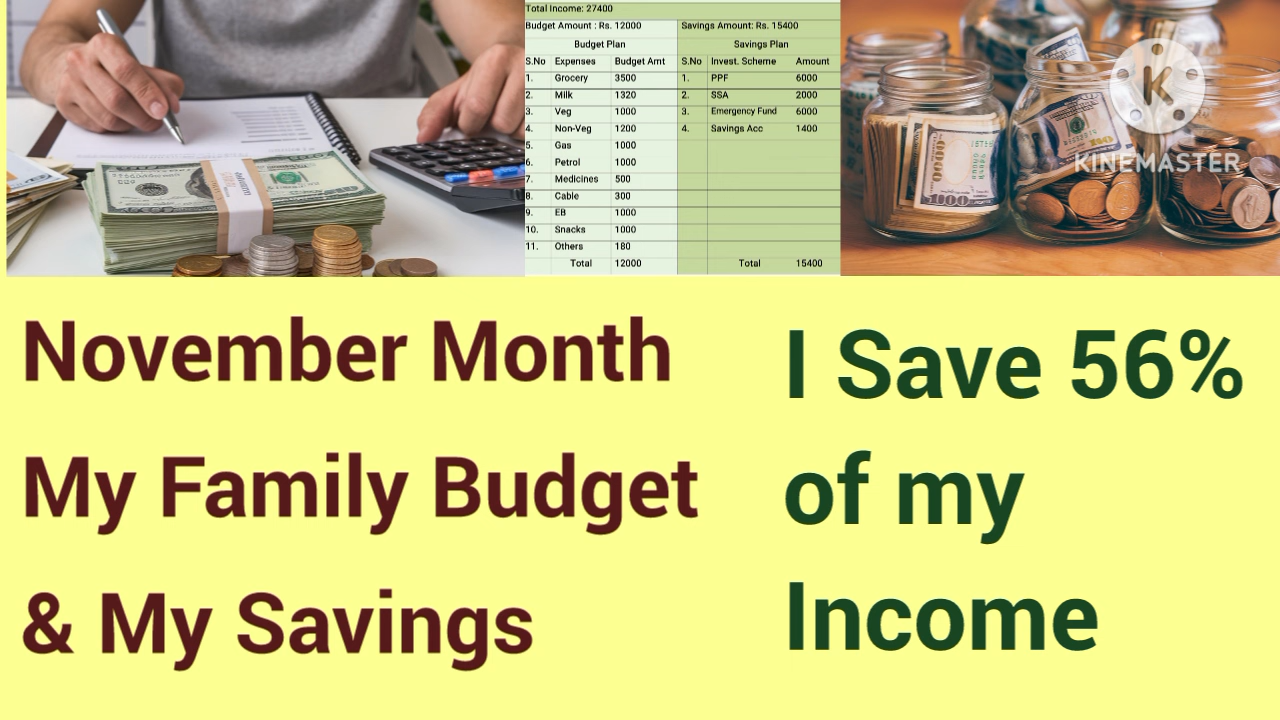 Total Income: 27400
Budget Amount : Rs. 12000 Savings Amount: Rs. 15400
Budget Plan Savings Plan
S.No Expenses Budget Amt S.No Invest. Scheme Amount
1. Grocery 3500 1. PPF 6000
2. Milk 1320 2. SSA 2000
3. Veg 1000 3. Emergency Fund 6000
4. Non-Veg 1200 4. Savings Acc 1400
5. Gas 1000
6. Petrol 1000
7. Medicines 500
8. Cable 300
9. EB 1000
10. Snacks 1000
11. Others 180
Total 12000 Total 15400
K
KINEMASTER
November Month
My Family Budget
& My Savings
I Save 56%
of my
Income